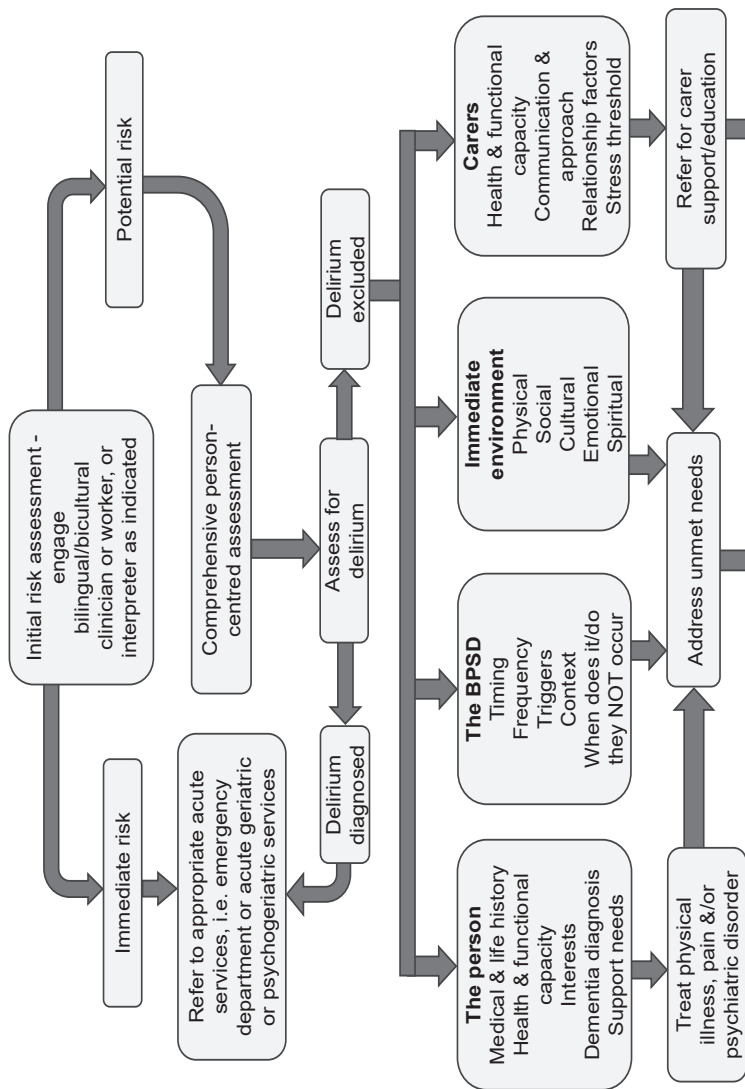 Initial risk assessment -
engage
bilingual/bicultural
clinician or worker, or
interpreter as indicated
Immediate risk
Potential risk
Refer to appropriate acute
services, i.e. emergency
department or acute geriatric
or psychogeriatric services
Comprehensive person-
centred assessment
Delirium
diagnosed
Assess for
delirium
Delirium
excluded
The person
Medical & life history
Health & functional
capacity
Interests
Dementia diagnosis
Support needs
The BPSD
Timing
Frequency
Triggers
Context
When does it/do
they NOT occur
Immediate
environment
Physical
Social
Cultural
Emotional
Spiritual
Carers
Health & functional
capacity
Communication &
approach
Relationship factors
Stress threshold
Treat physical
illness, pain &/or
psychiatric disorder
Address unmet needs
Refer for carer
support/education